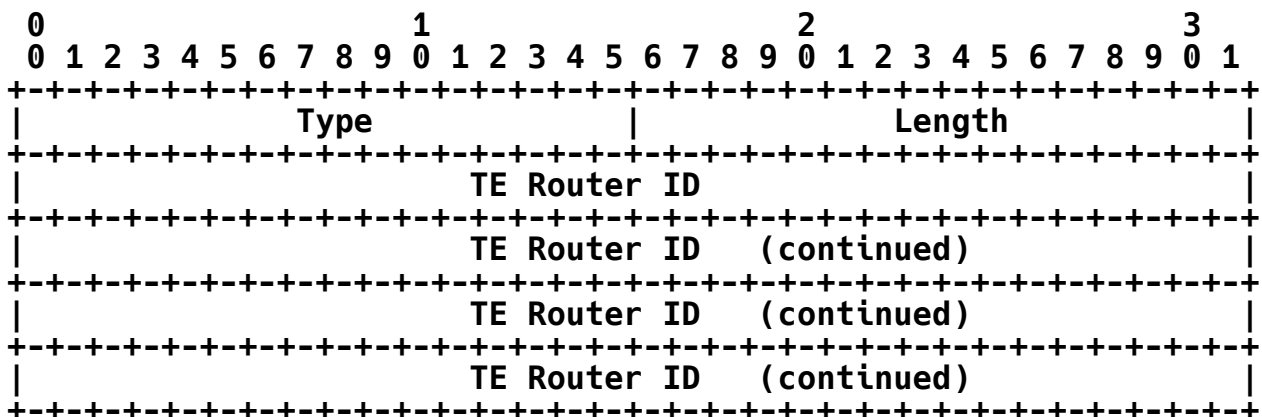 0                   1                   2                   3
 0 1 2 3 4 5 6 7 8 9 0 1 2 3 4 5 6 7 8 9 0 1 2 3 4 5 6 7 8 9 0 1
+-+-+-+-+-+-+-+-+-+-+-+-+-+-+-+-+-+-+-+-+-+-+-+-+-+-+-+-+-+-+-+-+
|              Type             |             Length            |
+-+-+-+-+-+-+-+-+-+-+-+-+-+-+-+-+-+-+-+-+-+-+-+-+-+-+-+-+-+-+-+-+
|                       TE Router ID                            |
+-+-+-+-+-+-+-+-+-+-+-+-+-+-+-+-+-+-+-+-+-+-+-+-+-+-+-+-+-+-+-+-+
|                       TE Router ID   (continued)              |
+-+-+-+-+-+-+-+-+-+-+-+-+-+-+-+-+-+-+-+-+-+-+-+-+-+-+-+-+-+-+-+-+
|                       TE Router ID   (continued)              |
+-+-+-+-+-+-+-+-+-+-+-+-+-+-+-+-+-+-+-+-+-+-+-+-+-+-+-+-+-+-+-+-+
|                       TE Router ID   (continued)              |
+-+-+-+-+-+-+-+-+-+-+-+-+-+-+-+-+-+-+-+-+-+-+-+-+-+-+-+-+-+-+-+-+